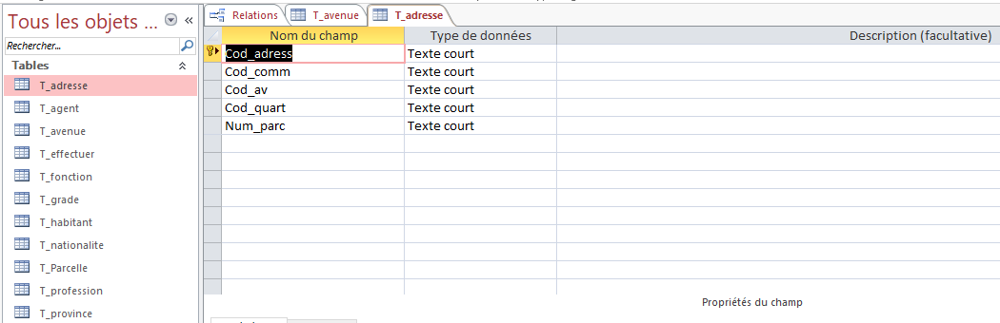 Relations
T_avenue
T_adresse
Tous les objets ...
Rechercher...
Tables
T_adresse
T_agent
T_avenue
T_effectuer
T_fonction
T_grade
T_habitant
T_nationalite
T_Parcelle
T_profession
T_province
Nom du champ Type de données Description (facultative)
Cod_adress Texte court
Cod_comm Texte court
Cod_av Texte court
Cod_quart Texte court
Num_parc Texte court
Propriétés du champ